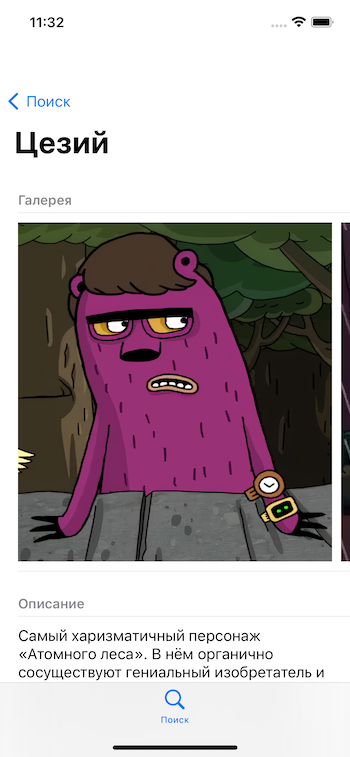 11:32
Поиск
Цезий
Галерея
Описание
Самый харизматичный персонаж
«Атомного леса». В нём органично
сосуществуют гениальный изобретатель и
Поиск